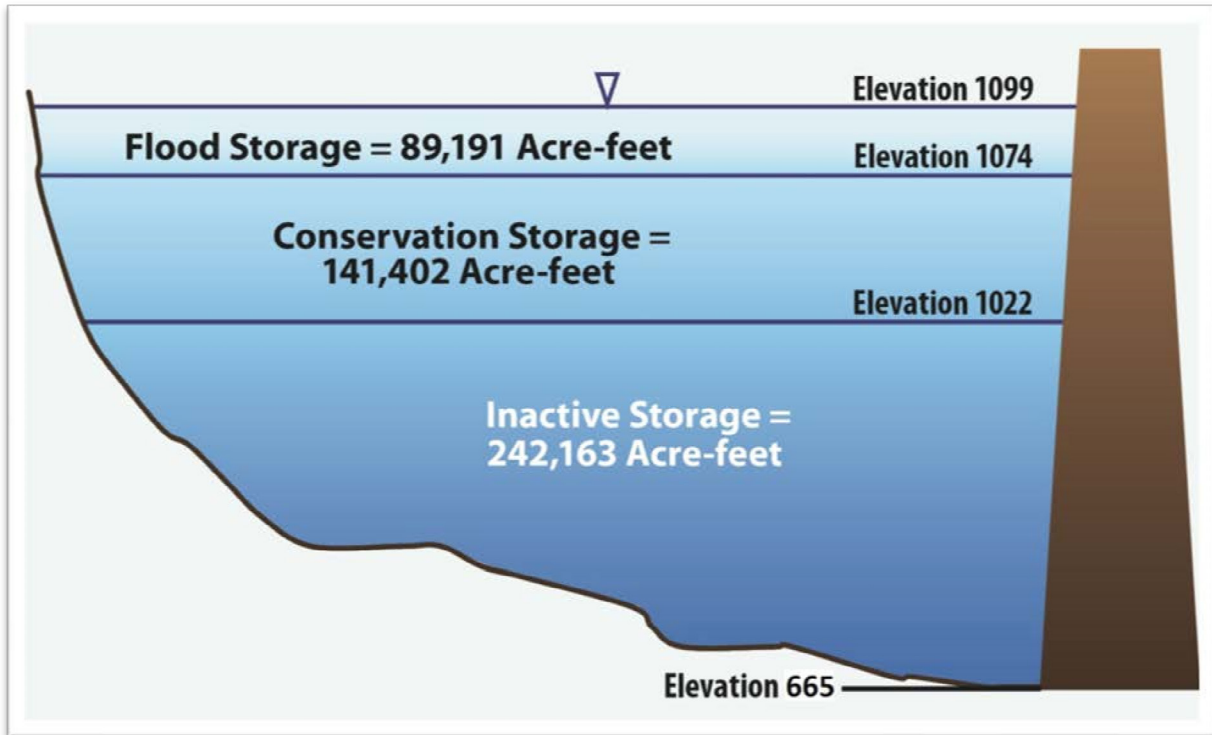 Elevation 1099
Flood Storage = 89,191 Acre-feet
Elevation 1074
Conservation Storage =
141,402 Acre-feet
Elevation 1022
Inactive Storage =
242,163 Acre-feet
Elevation 665